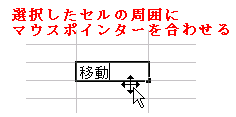 選択したセルの周囲に
マウスポインターを合わせる
移動